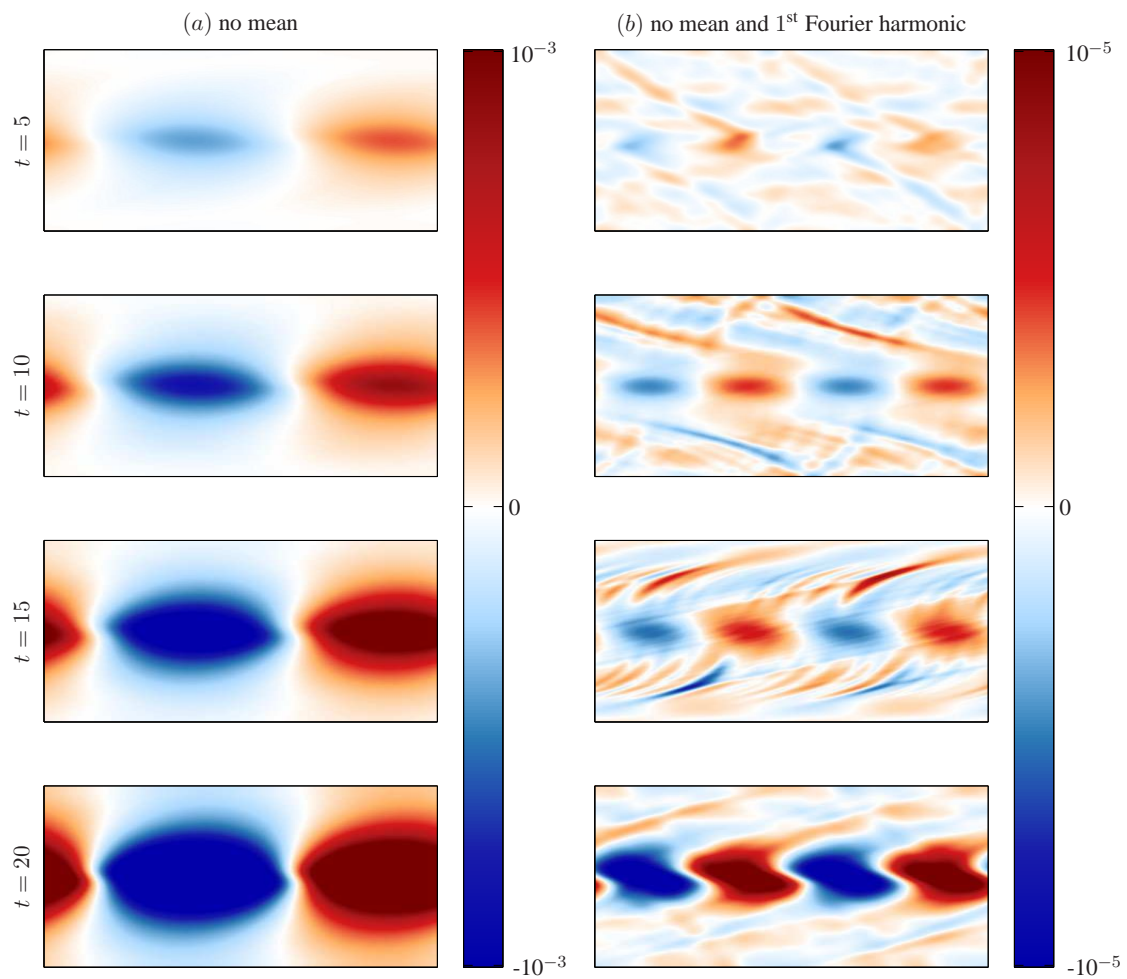 (a) no mean
(b) no mean and 1st Fourier harmonic
t = 5
10-3
10-5
t = 10
0
0
t = 15
t = 20
-10-3
-10-5